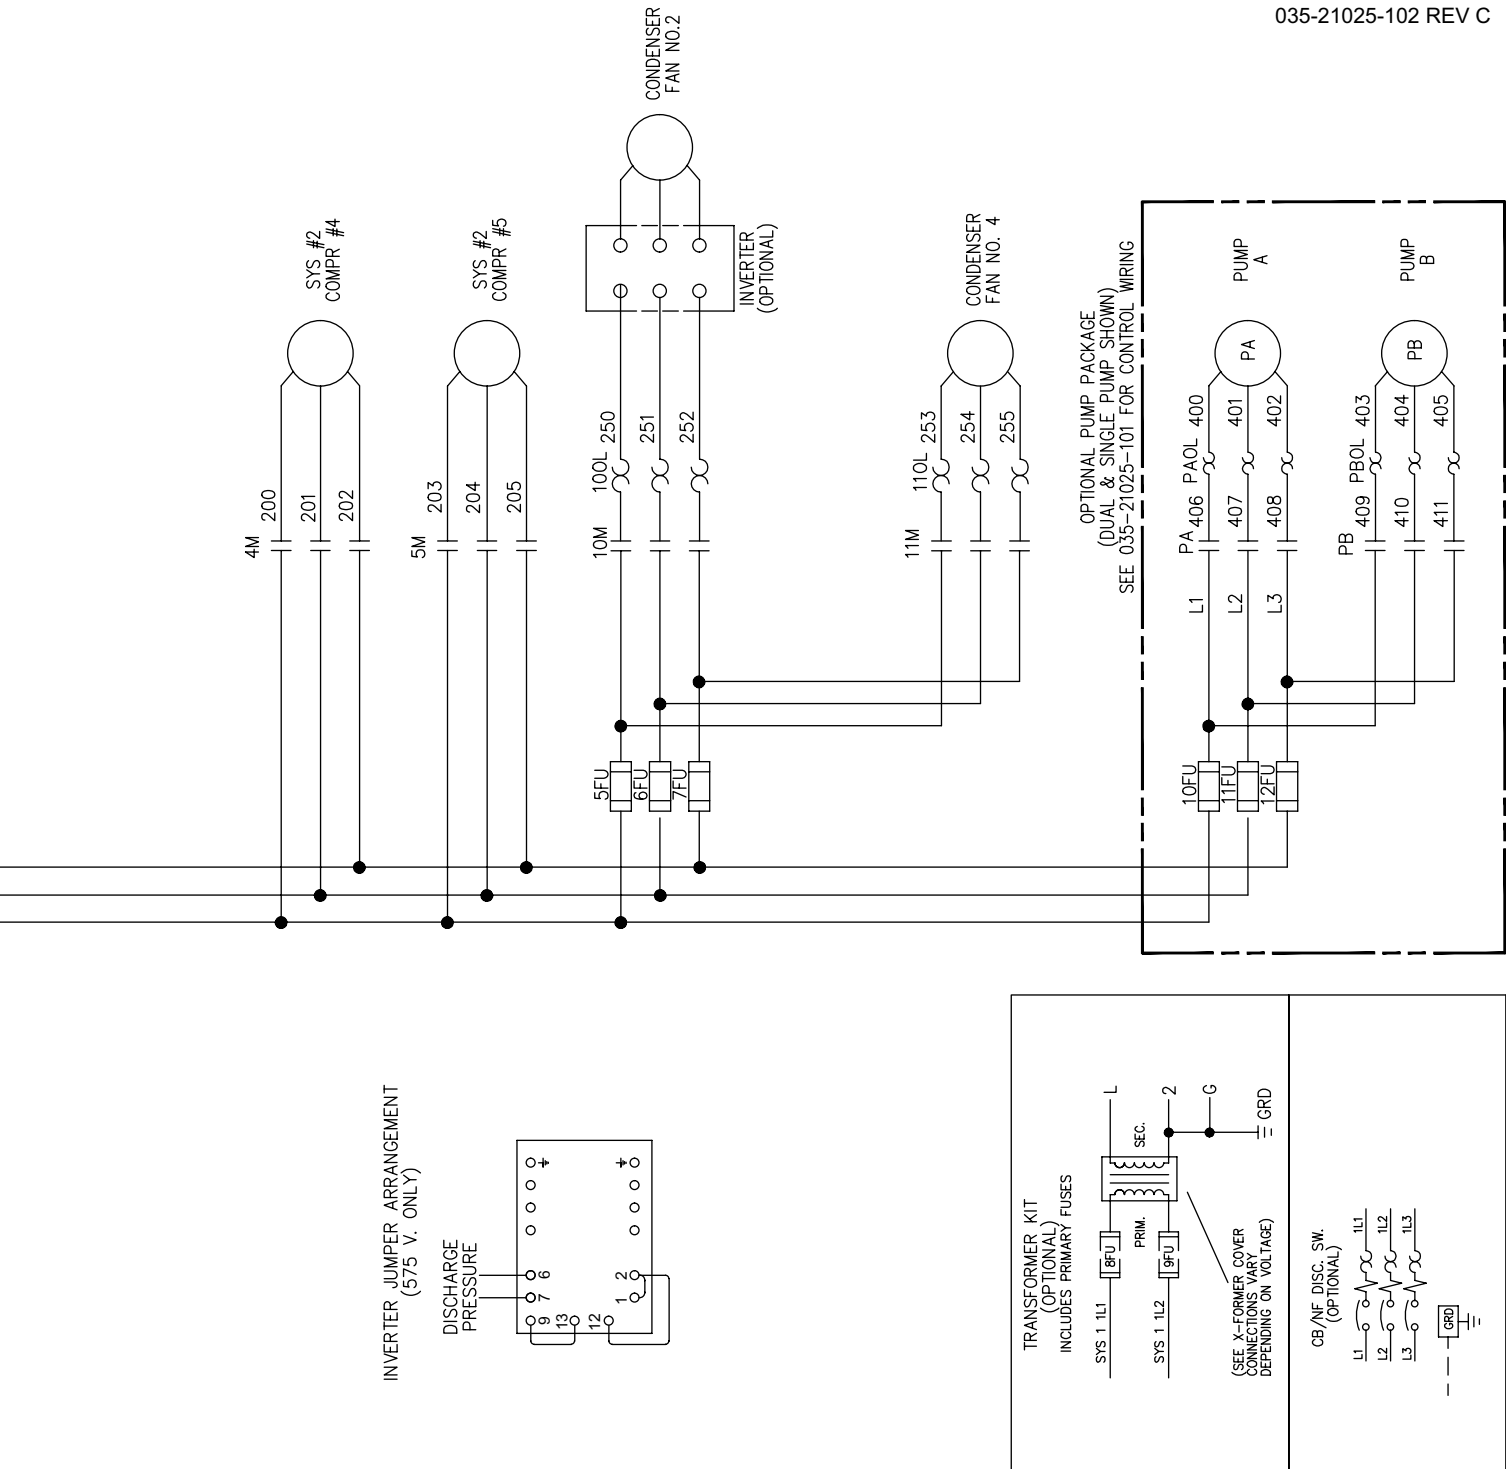 035-21025-102 REV C
CONDENSER
FAN NO.2
SYS #2
COMPR #4
SYS #2
COMPR #5
INVERTER
(OPTIONAL)
CONDENSER
FAN NO. 4
OPTIONAL PUMP PACKAGE
(DUAL & SINGLE PUMP SHOWN)
SEE 035-21025-101 FOR CONTROL WIRING
PUMP
A
PUMP
B
PA
PB
4M
200
201
202
5M
203
204
205
10M
10OL
250
251
252
11M
11OL
253
254
255
PA
406
PAOL
400
407
401
408
402
PB
409
PBOL
403
410
404
411
405
L1
L2
L3
5FU
6FU
7FU
10FU
11FU
12FU
INVERTER JUMPER ARRANGEMENT
(575 V. ONLY)
DISCHARGE
PRESSURE
6
7
9
13
12
2
1
TRANSFORMER KIT
(OPTIONAL)
INCLUDES PRIMARY FUSES
SYS 1 1L1
8FU
L
SYS 1 1L2
9FU
2
PRIM.
SEC.
G
GRD
(SEE X-FORMER COVER
CONNECTIONS VARY
DEPENDING ON VOLTAGE)
CB/NF DISC. SW.
(OPTIONAL)
L1
1L1
L2
1L2
L3
1L3
GRD